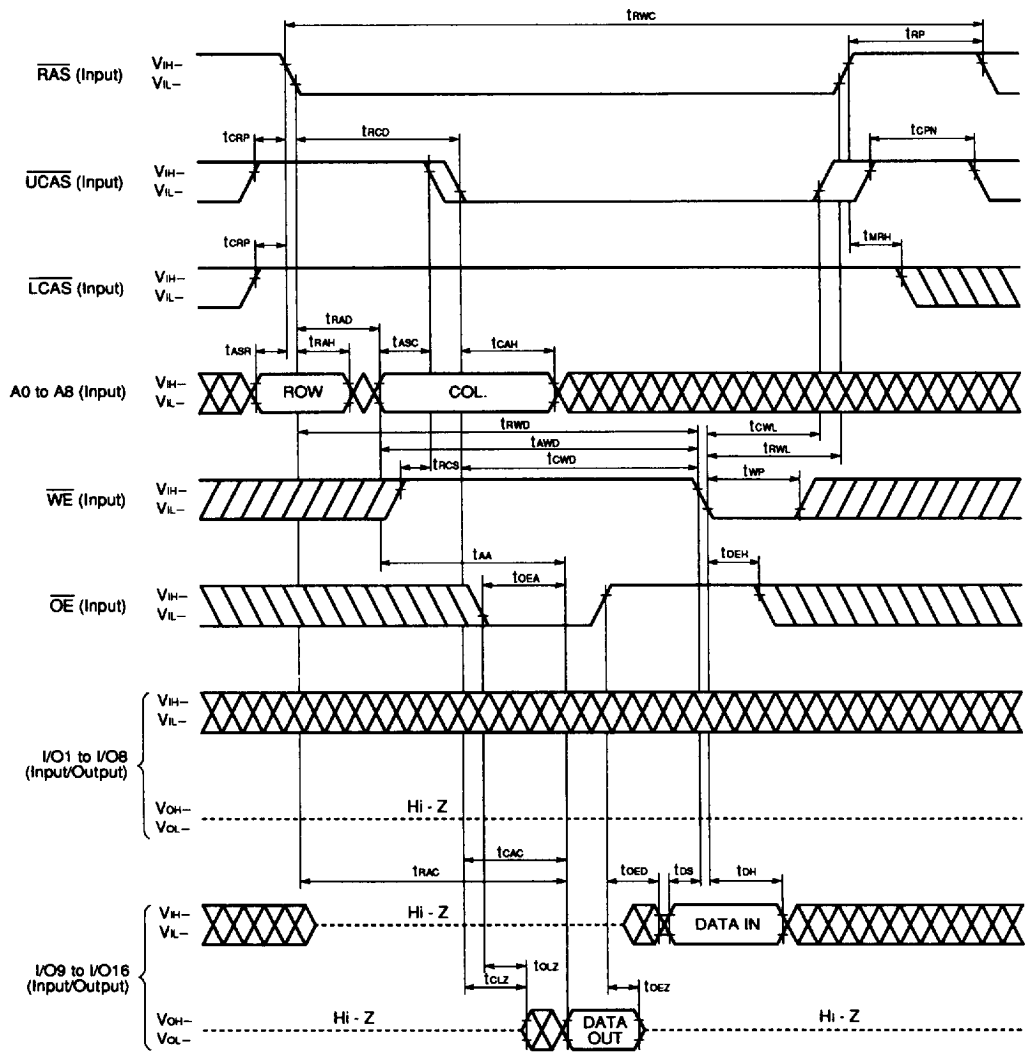 tRWC
tRP
RAS (Input)
VIH–
VIL–
tCRP
tRCD
tCPN
UCAS (Input)
VIH–
VIL–
tCRP
tMRH
LCAS (Input)
VIH–
VIL–
tRAD
tASR
tRAH
tASC
tCAH
A0 to A8 (Input)
VIH–
VIL–
ROW
COL.
tRWD
tCWL
tAWD
tRWL
tRCS
tCWD
tWP
WE (Input)
VIH–
VIL–
tAA
tOEH
tOEA
OE (Input)
VIH–
VIL–
VIH–
VIL–
I/O1 to I/O8
(Input/Output)
VOH–
VOL–
Hi - Z
tCAC
tRAC
tOED
tDS
tDH
VIH–
VIL–
Hi - Z
DATA IN
I/O9 to I/O16
(Input/Output)
tOLZ
tCLZ
tOEZ
VOH–
VOL–
Hi - Z
DATA
OUT
Hi - Z